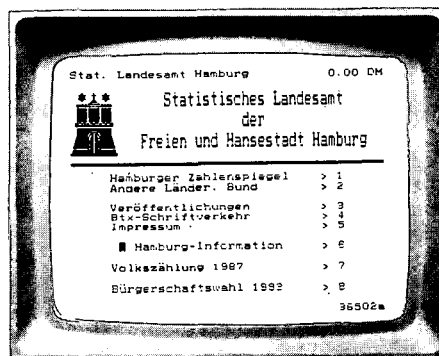 Stat. Landesamt Hamburg 0.00 DM
Statistisches Landesamt
der
Freien und Hansestadt Hamburg
Hamburger Zahlenspiegel > 1
Andere Länder. Bund > 2
Veröffentlichungen > 3
Btx-Schriftverkehr > 4
Impressum > 5
Hamburg-Information > 6
Volkszählung 1987 > 7
Bürgerschaftswahl 1993 > 8
36502a